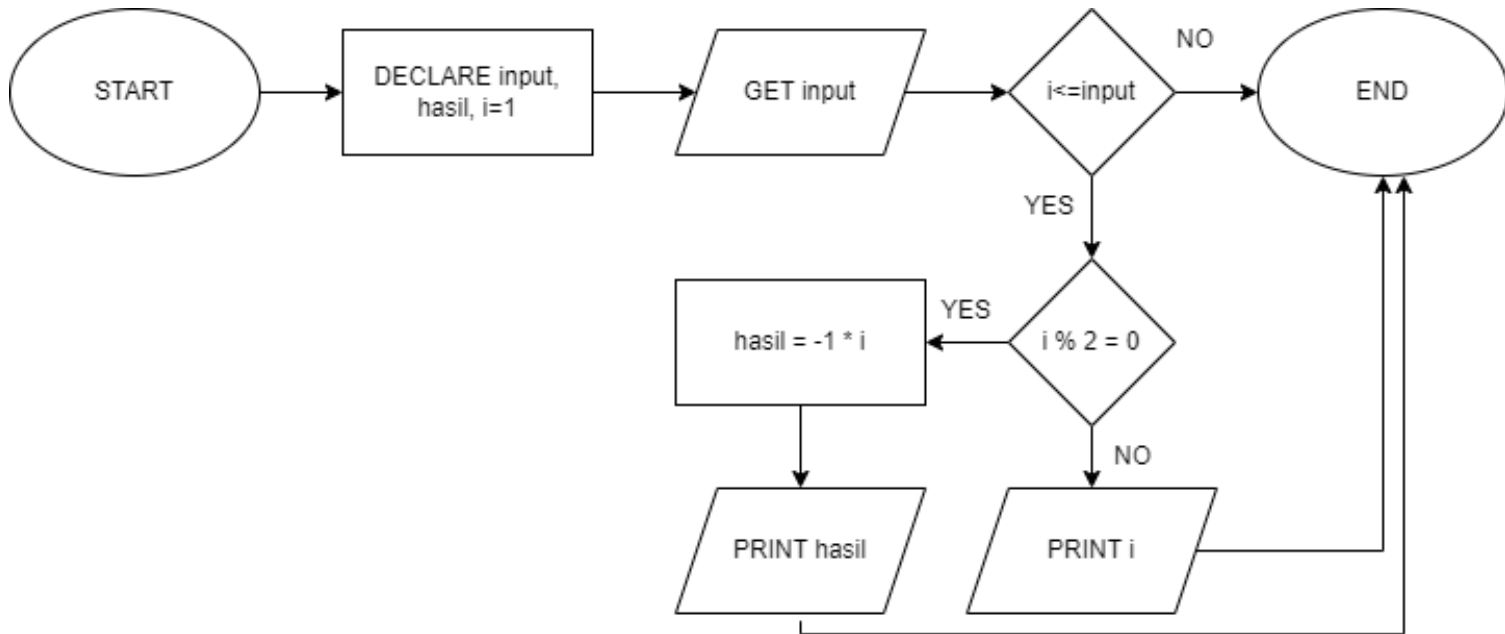 START
DECLARE input,
hasil, i=1
GET input
i<=input
NO
END
YES
i % 2 = 0
YES
hasil = -1 * i
NO
PRINT hasil
PRINT i